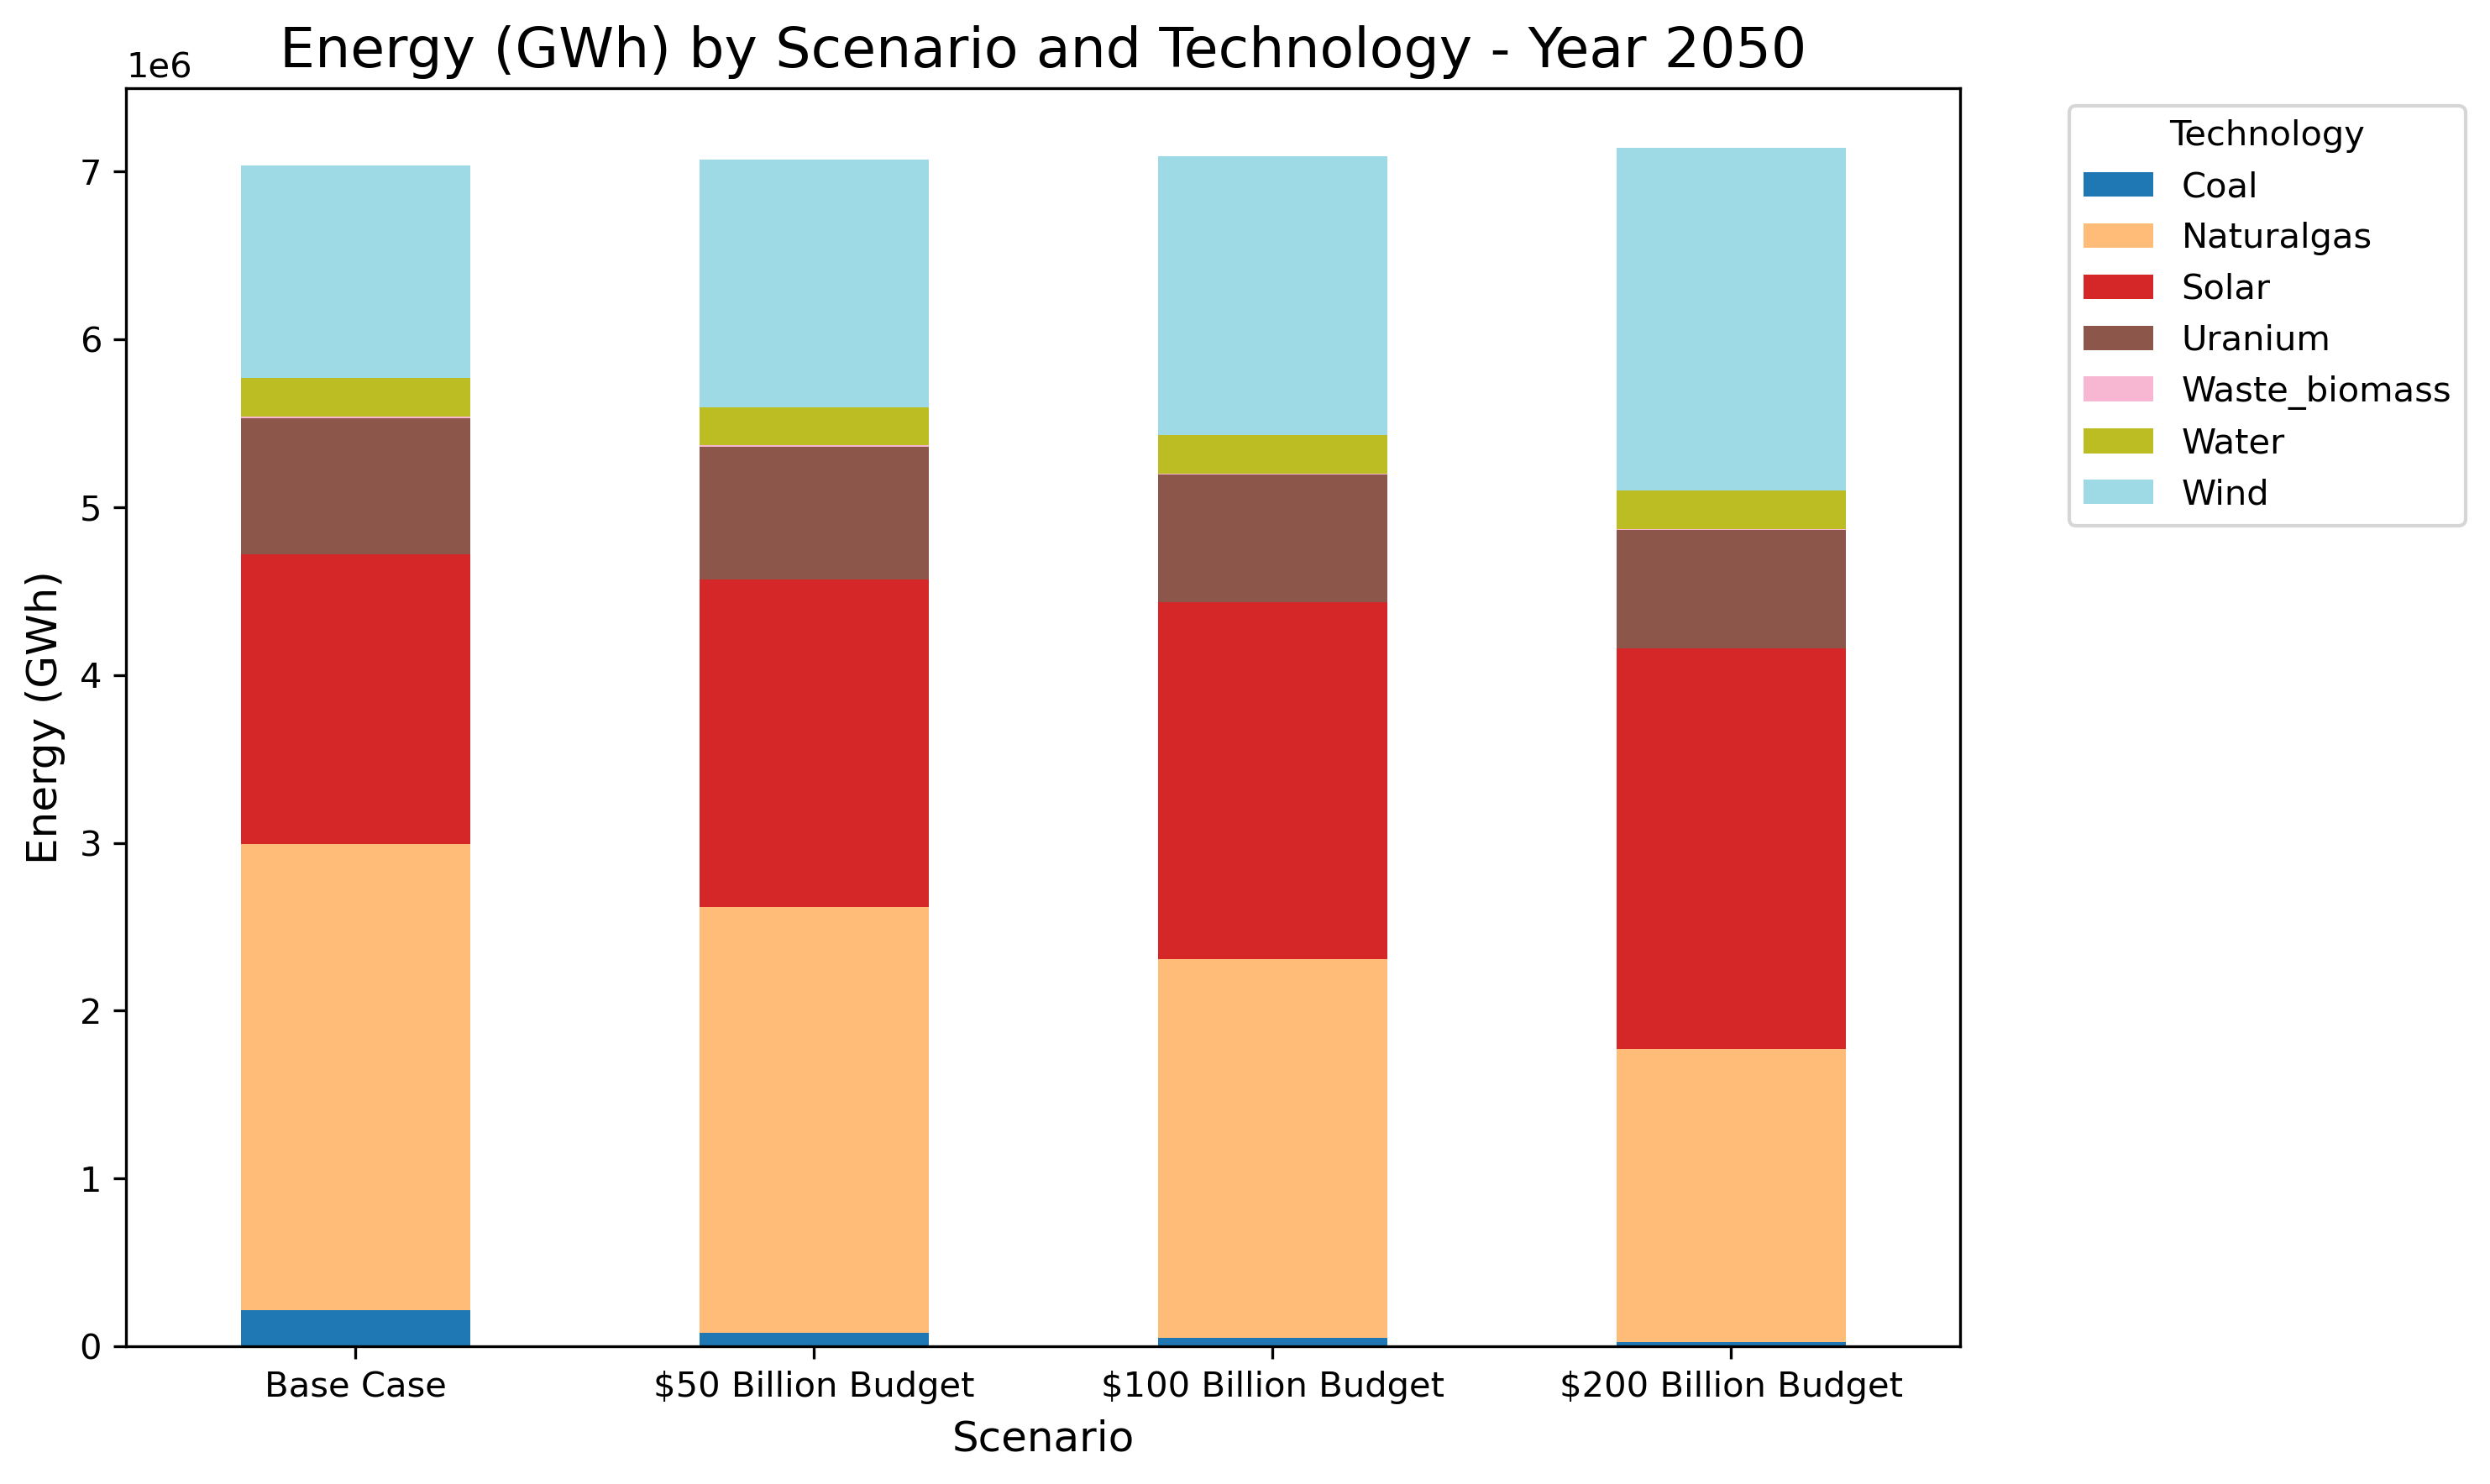 Energy (GWh) by Scenario and Technology - Year 2050
1e6
7
6
5
4
3
2
1
0
Energy (GWh)
Base Case
$50 Billion Budget
$100 Billion Budget
$200 Billion Budget
Scenario
Technology
Coal
Naturalgas
Solar
Uranium
Waste_biomass
Water
Wind